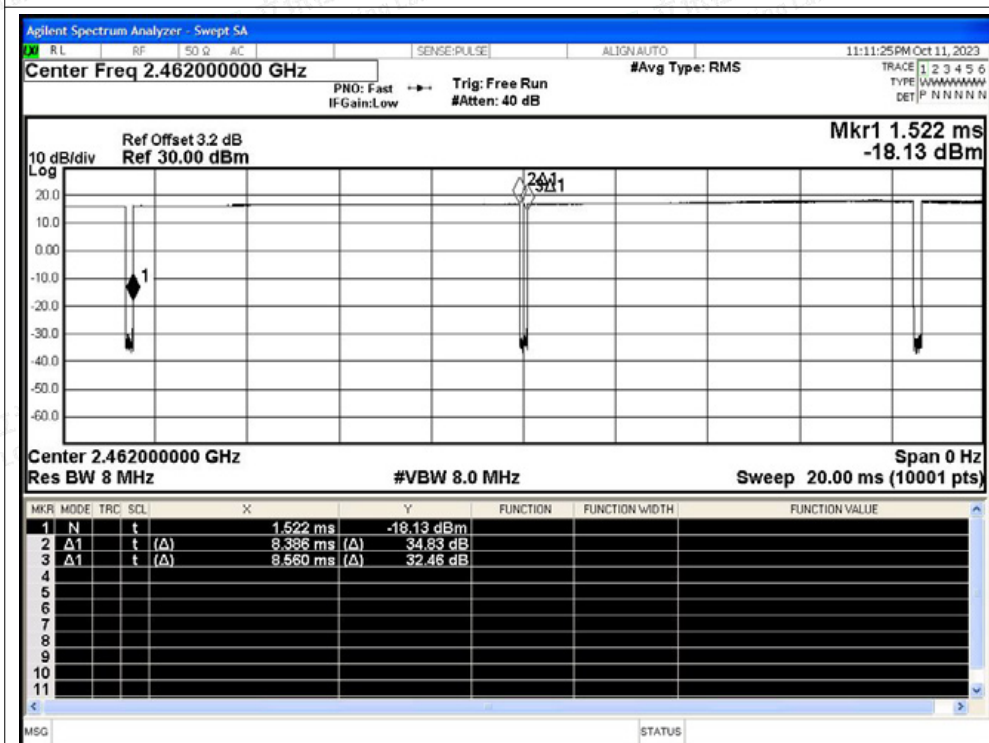 Agilent Spectrum Analyzer - Swept SA
RL RF 50 Ω AC SENSE:PULSE ALIGN AUTO 11:11:25 PM Oct 11, 2023
Center Freq 2.462000000 GHz
PNO: Fast
IFGain:Low
Trig: Free Run
#Atten: 40 dB
#Avg Type: RMS
TRACE 1 2 3 4 5 6
TYPE WWWWWW
DET P N N N N N
Mkr1 1.522 ms
-18.13 dBm
Ref Offset 3.2 dB
10 dB/div Ref 30.00 dBm
Log
20.0
10.0
0.00
-10.0
-20.0
-30.0
-40.0
-50.0
-60.0
1
2Δ1
3Δ1
Center 2.462000000 GHz Span 0 Hz
Res BW 8 MHz #VBW 8.0 MHz Sweep 20.00 ms (10001 pts)
MKR MODE TRC SCL X Y FUNCTION FUNCTION WIDTH FUNCTION VALUE
1 N t 1.522 ms -18.13 dBm
2 Δ1 t (Δ) 8.386 ms (Δ) 34.83 dB
3 Δ1 t (Δ) 8.560 ms (Δ) 32.46 dB
4
5
6
7
8
9
10
11
MSG STATUS